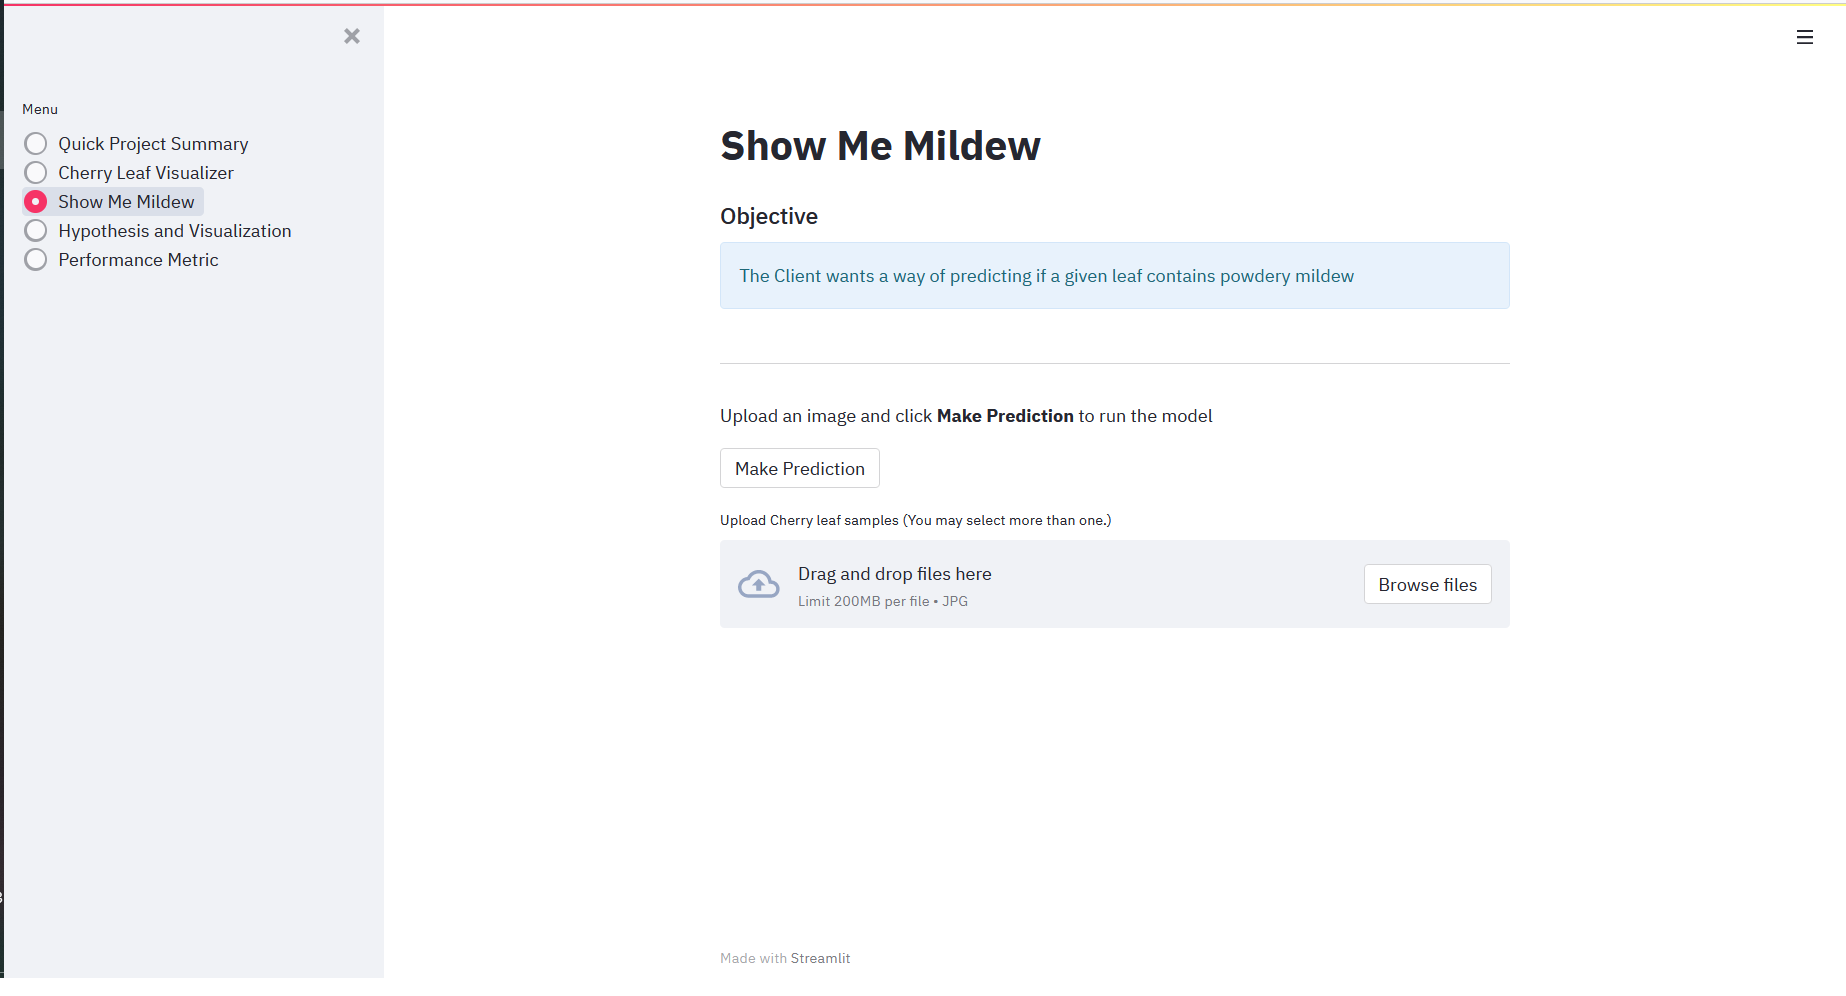 Menu
Quick Project Summary
Cherry Leaf Visualizer
Show Me Mildew
Hypothesis and Visualization
Performance Metric
Show Me Mildew
Objective
The Client wants a way of predicting if a given leaf contains powdery mildew
Upload an image and click Make Prediction to run the model
Make Prediction
Upload Cherry leaf samples (You may select more than one.)
Drag and drop files here
Limit 200MB per file • JPG
Browse files
Made with Streamlit